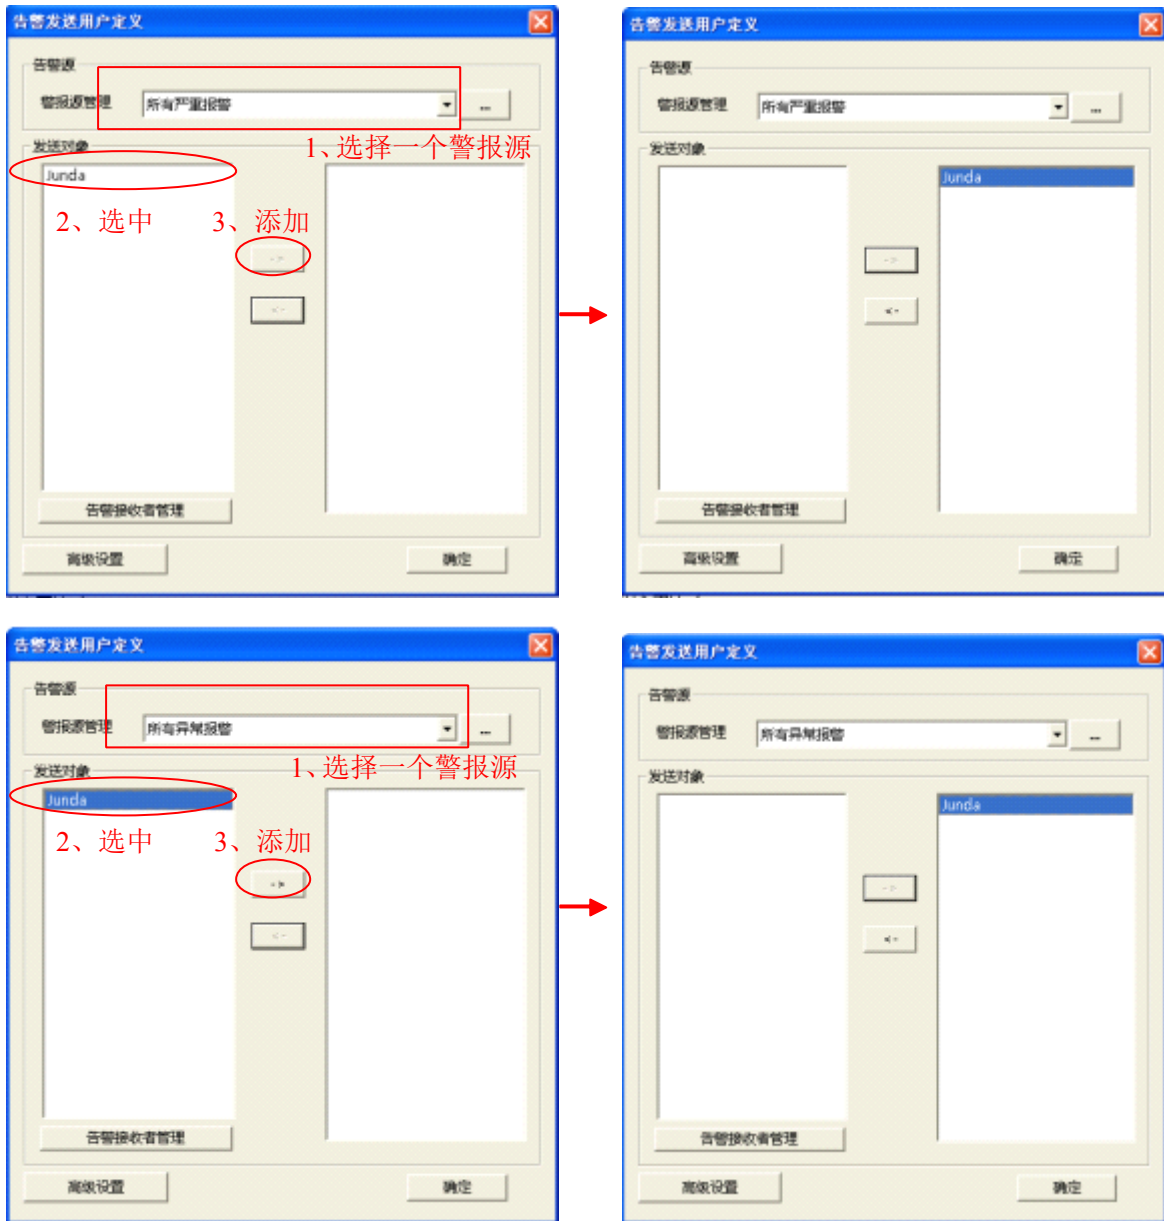 告警发送用户定义
告警源
警报源管理 所有严重报警 ...
1、选择一个警报源
发送对象
Junda
2、选中 3、添加
->
<-
告警接收者管理
高级设置 确定
告警发送用户定义
告警源
警报源管理 所有严重报警 ...
发送对象
Junda
->
<-
告警接收者管理
高级设置 确定
告警发送用户定义
告警源
警报源管理 所有异常报警 ...
1、选择一个警报源
发送对象
Junda
2、选中 3、添加
->
<-
告警接收者管理
高级设置 确定
告警发送用户定义
告警源
警报源管理 所有异常报警 ...
发送对象
Junda
->
<-
告警接收者管理
高级设置 确定